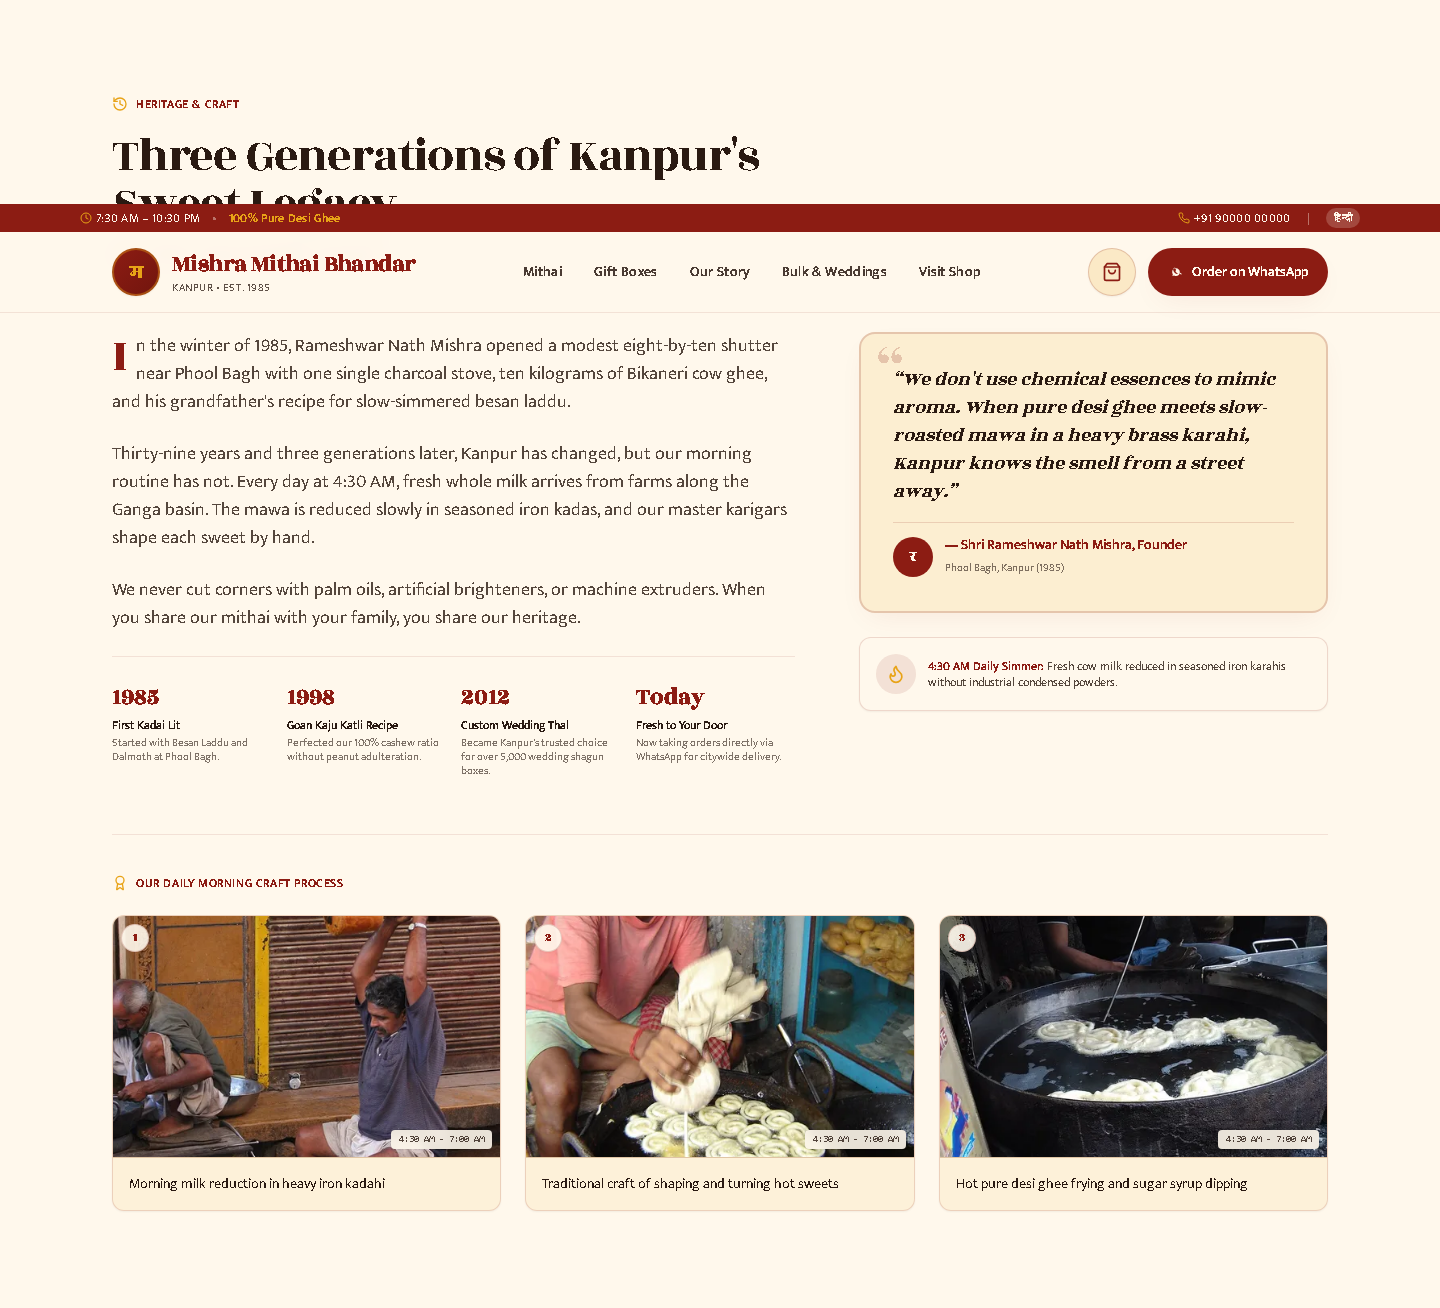 HERITAGE & CRAFT
Three Generations of Kanpur's
Sweet Legacy
7:30 AM – 10:30 PM • 100% Pure Desi Ghee
+91 90000 00000 | हिन्दी
म
Mishra Mithai Bhandar
KANPUR • EST. 1985
Mithai Gift Boxes Our Story Bulk & Weddings Visit Shop
Order on WhatsApp
In the winter of 1985, Rameshwar Nath Mishra opened a modest eight-by-ten shutter
near Phool Bagh with one single charcoal stove, ten kilograms of Bikaneri cow ghee,
and his grandfather's recipe for slow-simmered besan laddu.
Thirty-nine years and three generations later, Kanpur has changed, but our morning
routine has not. Every day at 4:30 AM, fresh whole milk arrives from farms along the
Ganga basin. The mawa is reduced slowly in seasoned iron kadas, and our master karigars
shape each sweet by hand.
We never cut corners with palm oils, artificial brighteners, or machine extruders. When
you share our mithai with your family, you share our heritage.
1985
First Kadai Lit
Started with Besan Laddu and
Dalmoth at Phool Bagh.
1998
Goan Kaju Katli Recipe
Perfected our 100% cashew ratio
without peanut adulteration.
2012
Custom Wedding Thal
Became Kanpur's trusted choice
for over 5,000 wedding shagun
boxes.
Today
Fresh to Your Door
Now taking orders directly via
WhatsApp for citywide delivery.
“We don't use chemical essences to mimic
aroma. When pure desi ghee meets slow-
roasted mawa in a heavy brass karahi,
Kanpur knows the smell from a street
away.”
र
— Shri Rameshwar Nath Mishra, Founder
Phool Bagh, Kanpur (1985)
4:30 AM Daily Simmer: Fresh cow milk reduced in seasoned iron karahis
without industrial condensed powders.
OUR DAILY MORNING CRAFT PROCESS
1
4:30 AM - 7:00 AM
Morning milk reduction in heavy iron kadahi
2
4:30 AM - 7:00 AM
Traditional craft of shaping and turning hot sweets
3
4:30 AM - 7:00 AM
Hot pure desi ghee frying and sugar syrup dipping